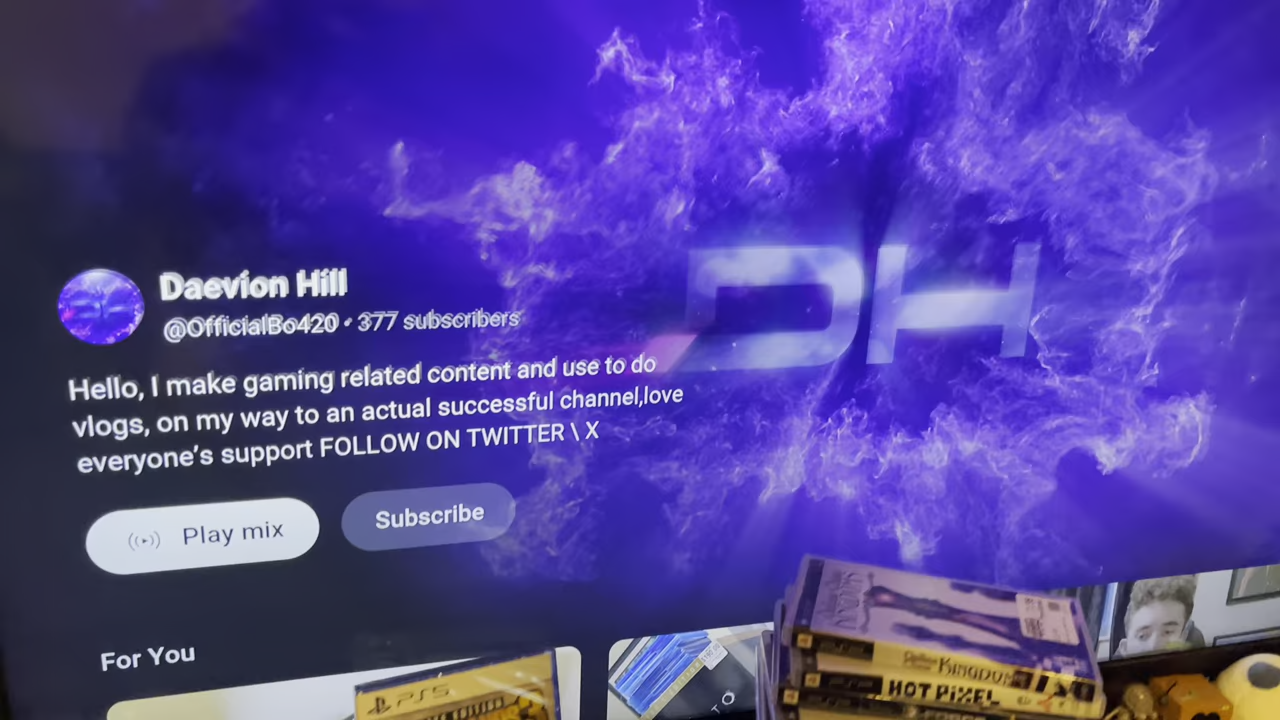 DH
Daevion Hill
@OfficialBo420 • 377 subscribers
Hello, I make gaming related content and use to do
vlogs, on my way to an actual successful channel,love
everyone's support FOLLOW ON TWITTER \ X
Play mix
Subscribe
For You
PS5
KINGDOM
HOT PiXEL